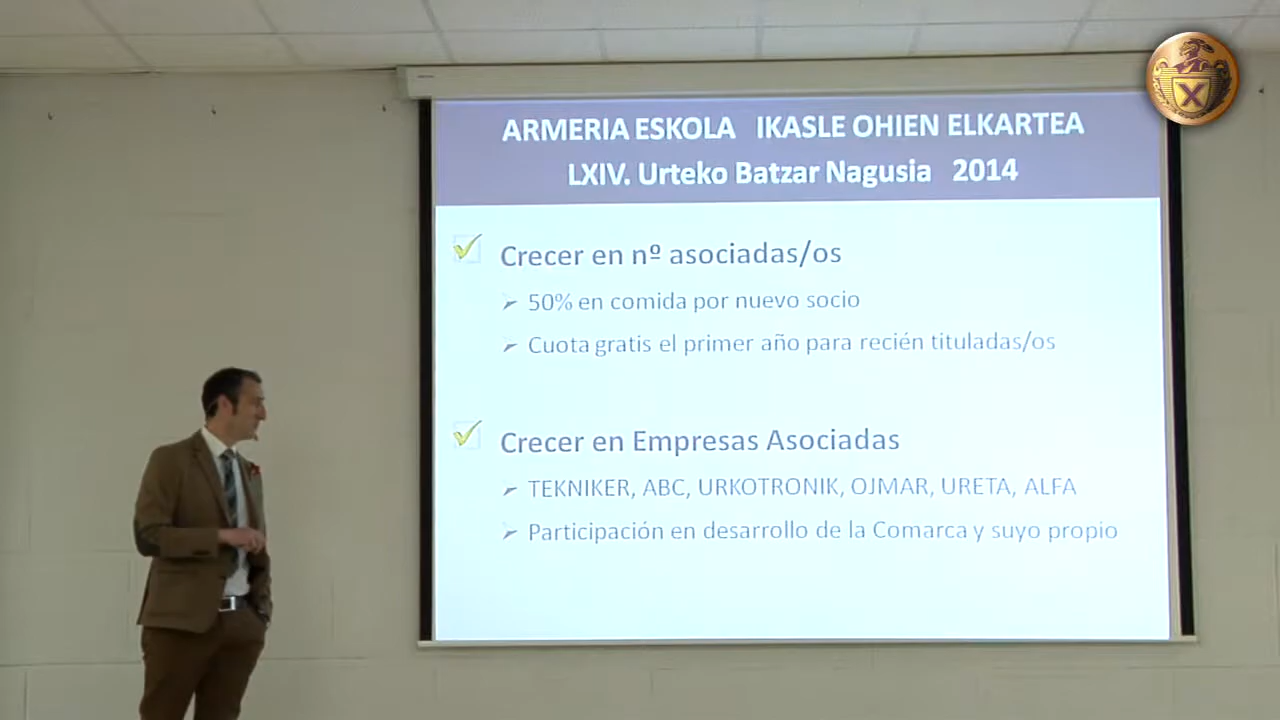 ARMERIA ESKOLA IKASLE OHIEN ELKARTEA
LXIV. Urteko Batzar Nagusia 2014
Crecer en nº asociadas/os
50% en comida por nuevo socio
Cuota gratis el primer año para recién tituladas/os
Crecer en Empresas Asociadas
TEKNIKER, ABC, URKOTRONIK, OJMAR, URETA, ALFA
Participación en desarrollo de la Comarca y suyo propio